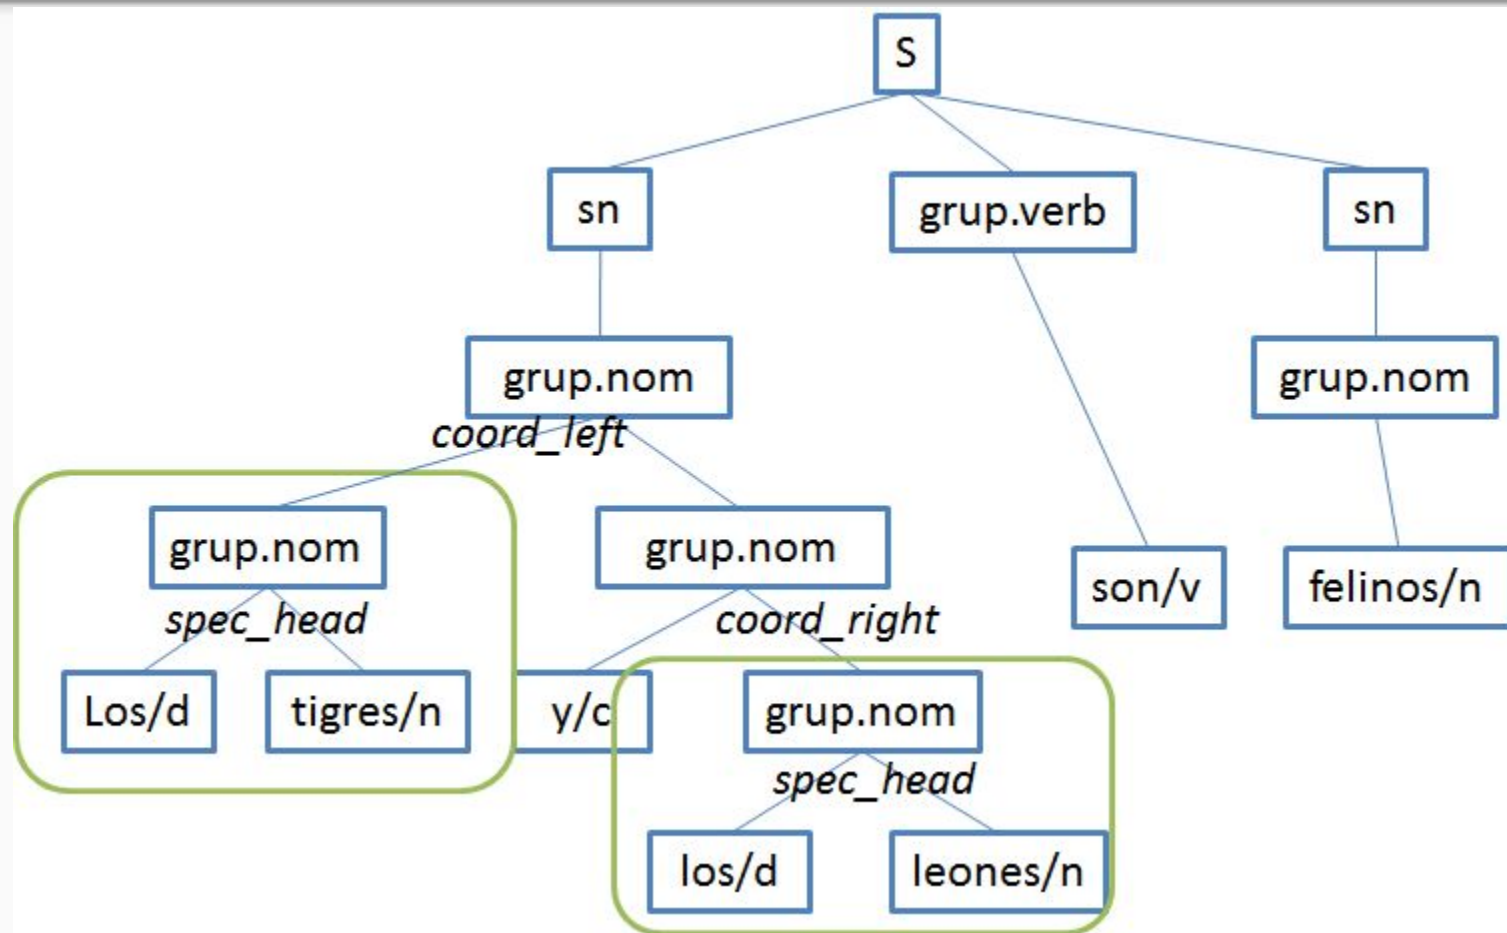 S
sn grup.verb sn
grup.nom grup.nom
coord_left
grup.nom grup.nom son/v felinos/n
spec_head coord_right
Los/d tigres/n y/c grup.nom
spec_head
los/d leones/n